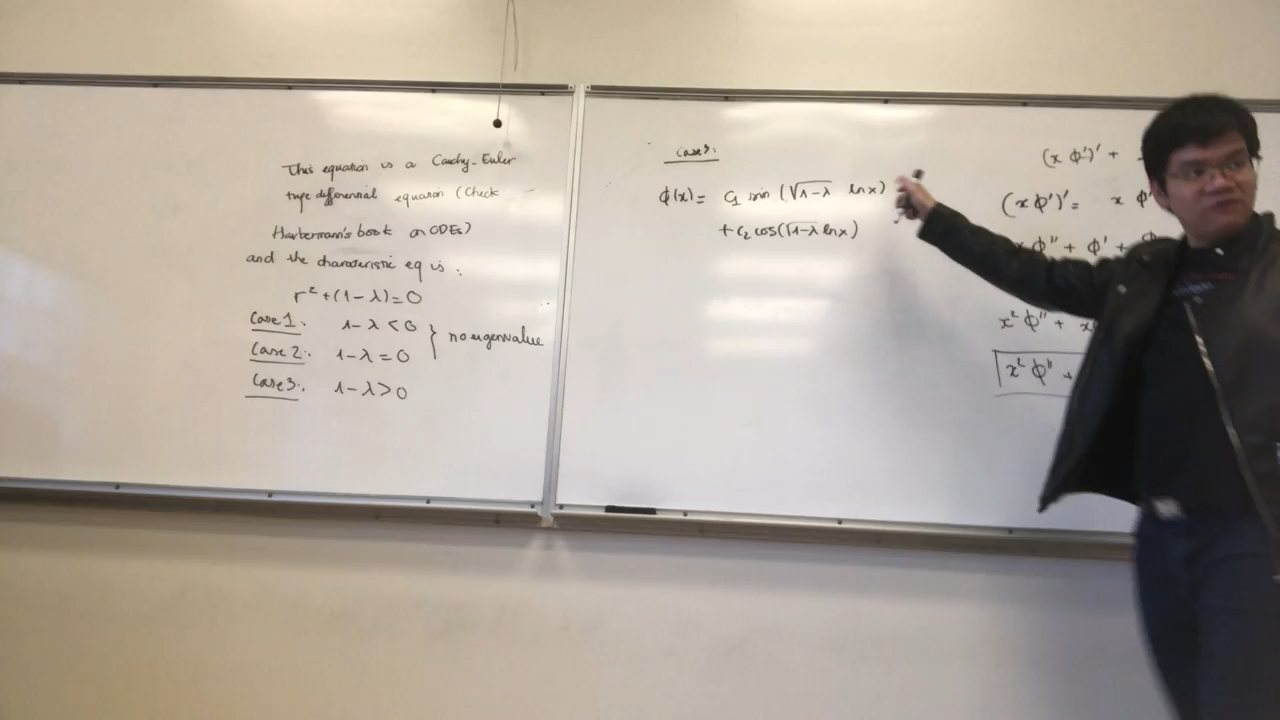 This equation is a Cauchy-Euler
type differential equation (Check
Harbermann's book on ODEs)
and the characteristic eq is:
r² + (1-λ) = 0
Case 1: 1-λ < 0
Case 2: 1-λ = 0
} no eigenvalue
Case 3: 1-λ > 0
Case 3:
ϕ(x) = c₁ sin (√1-λ ln x)
+ c₂ cos(√1-λ ln x)
(x ϕ')' +
(x ϕ')' = x ϕ
x ϕ'' + ϕ' +
x² ϕ'' + x
x² ϕ'' +